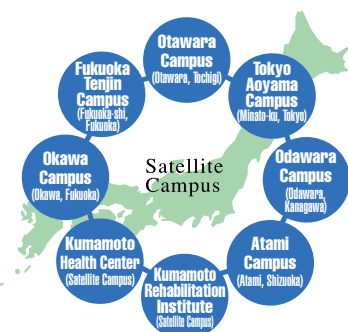 Otawara
Campus
(Otawara, Tochigi)
Fukuoka
Tenjin
Campus
(Fukuoka-shi,
Fukuoka)
Tokyo
Aoyama
Campus
(Minato-ku, Tokyo)
Okawa
Campus
(Okawa, Fukuoka)
Satellite
Campus
Odawara
Campus
(Odawara,
Kanagawa)
Kumamoto
Health Center
(Satellite Campus)
Atami
Campus
(Atami, Shizuoka)
Kumamoto
Rehabilitation
Institute
(Satellite Campus)